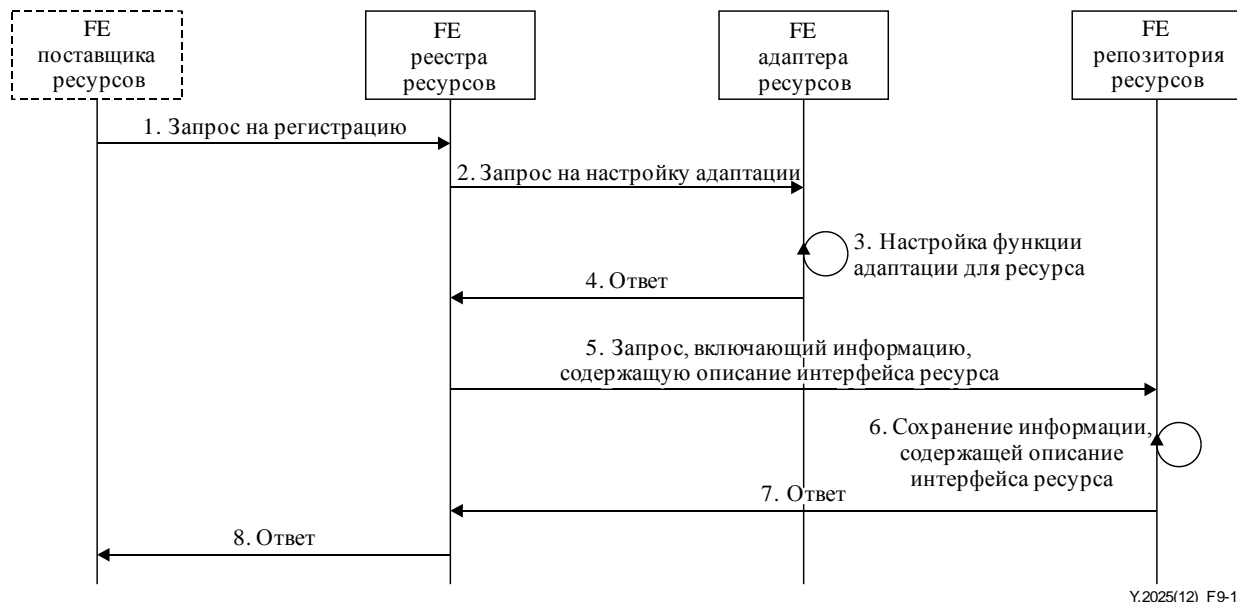 FE
поставщика
ресурсов
FE
реестра
ресурсов
FE
адаптера
ресурсов
FE
репозитория
ресурсов
1. Запрос на регистрацию
2. Запрос на настройку адаптации
3. Настройка функции
адаптации для ресурса
4. Ответ
5. Запрос, включающий информацию,
содержащую описание интерфейса ресурса
6. Сохранение информации,
содержащей описание
интерфейса ресурса
7. Ответ
8. Ответ
Y.2025(12)_F9-1